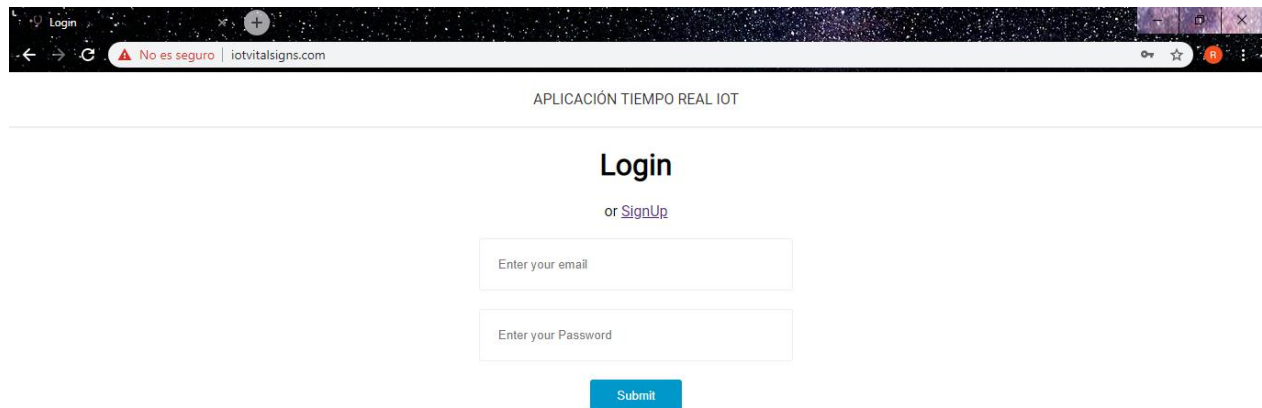 Login
No es seguro | iotvitalsigns.com
R
APLICACIÓN TIEMPO REAL IOT
Login
or SignUp
Enter your email
Enter your Password
Submit